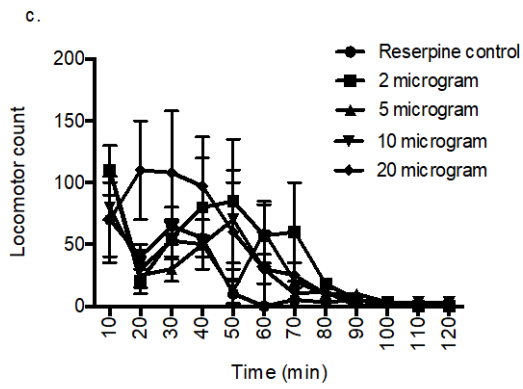 c.
200
150
100
50
0
Locomotor count
Reserpine control
2 microgram
5 microgram
10 microgram
20 microgram
10 20 30 40 50 60 70 80 90 100 110 120
Time (min)